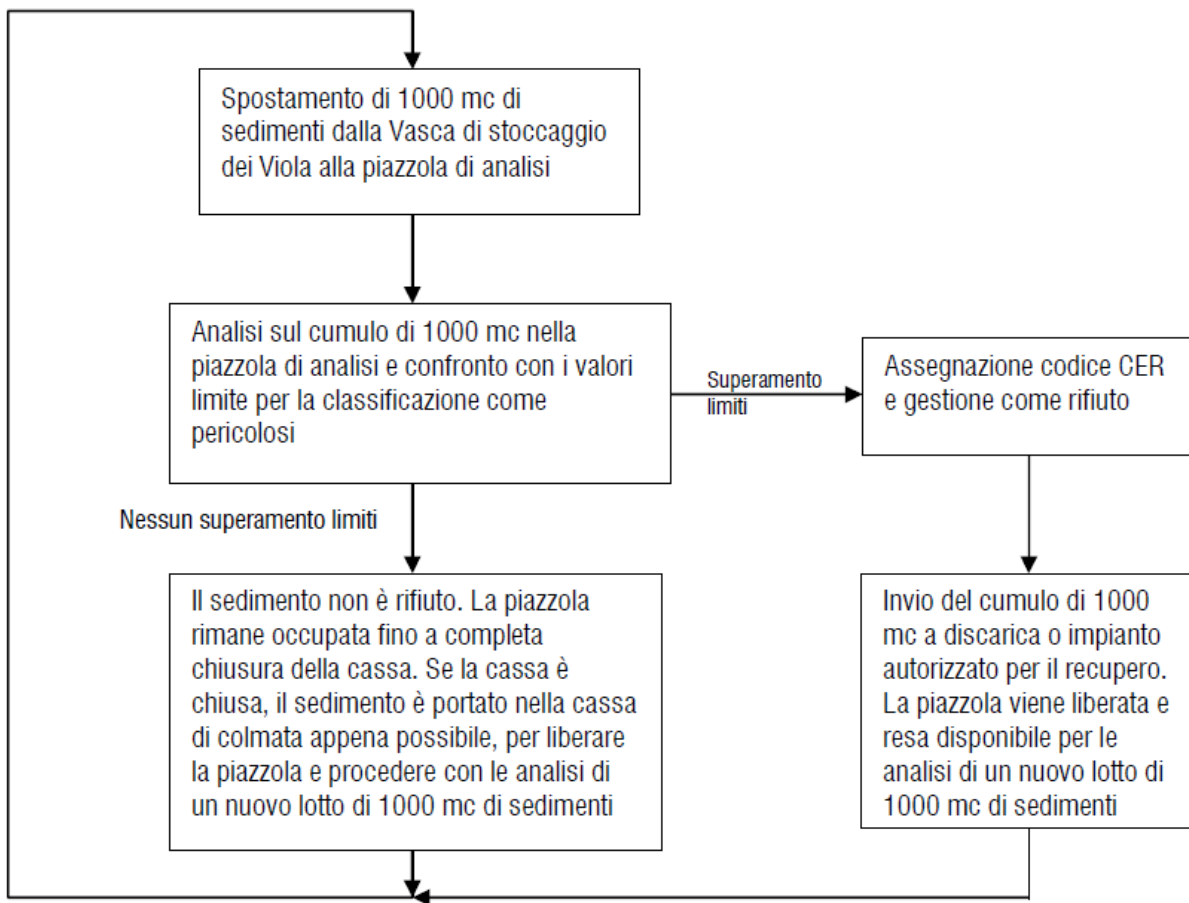 Spostamento di 1000 mc di
sedimenti dalla Vasca di stoccaggio
dei Viola alla piazzola di analisi
Analisi sul cumulo di 1000 mc nella
piazzola di analisi e confronto con i valori
limite per la classificazione come
pericolosi
Superamento
limiti
Assegnazione codice CER
e gestione come rifiuto
Nessun superamento limiti
Il sedimento non è rifiuto. La piazzola
rimane occupata fino a completa
chiusura della cassa. Se la cassa è
chiusa, il sedimento è portato nella cassa
di colmata appena possibile, per liberare
la piazzola e procedere con le analisi di
un nuovo lotto di 1000 mc di sedimenti
Invio del cumulo di 1000
mc a discarica o impianto
autorizzato per il recupero.
La piazzola viene liberata e
resa disponibile per le
analisi di un nuovo lotto di
1000 mc di sedimenti